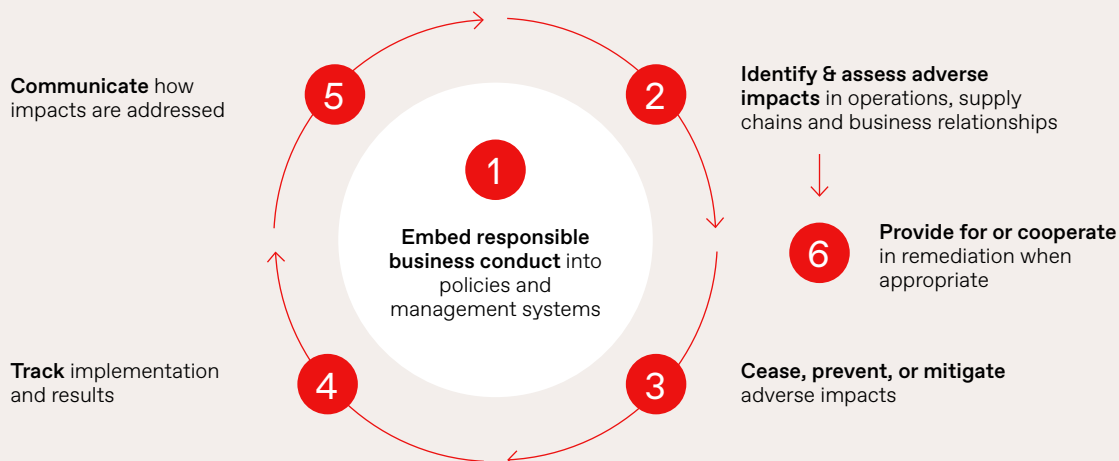 1
Embed responsible
business conduct into
policies and
management systems
2
Identify & assess adverse
impacts in operations, supply
chains and business relationships
3
Cease, prevent, or mitigate
adverse impacts
4
Track implementation
and results
5
Communicate how
impacts are addressed
6
Provide for or cooperate
in remediation when
appropriate